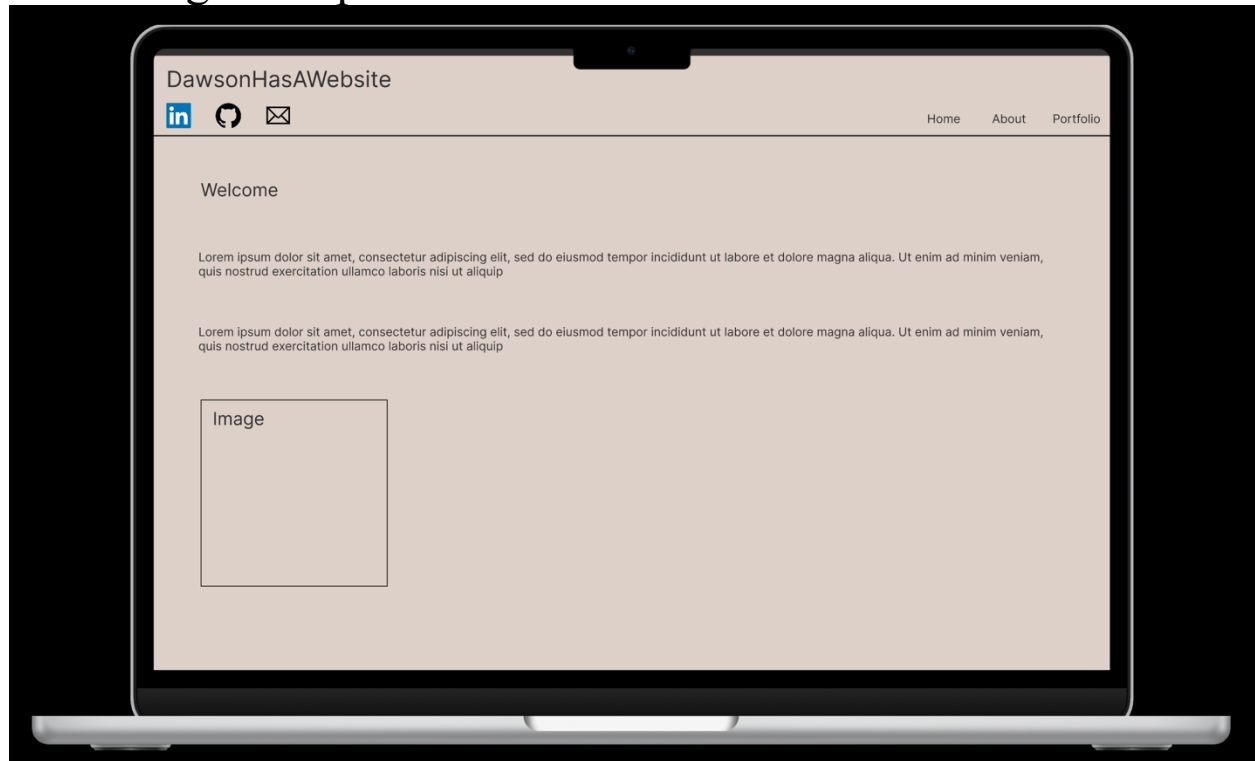 DawsonHasAWebsite
in
Home About Portfolio
Welcome
Lorem ipsum dolor sit amet, consectetur adipiscing elit, sed do eiusmod tempor incididunt ut labore et dolore magna aliqua. Ut enim ad minim veniam,
quis nostrud exercitation ullamco laboris nisi ut aliquip
Lorem ipsum dolor sit amet, consectetur adipiscing elit, sed do eiusmod tempor incididunt ut labore et dolore magna aliqua. Ut enim ad minim veniam,
quis nostrud exercitation ullamco laboris nisi ut aliquip
Image